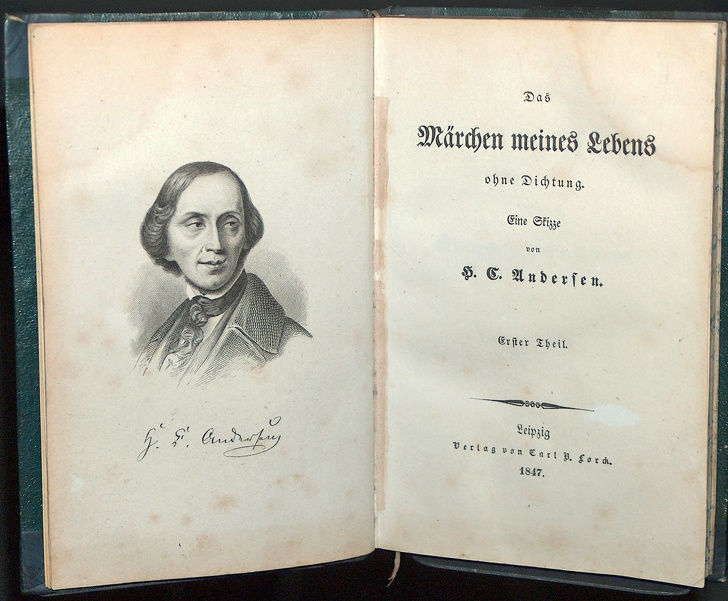 H. C. Andersen
Das
Märchen meines Lebens
ohne Dichtung.
Eine Skizze
von
H. C. Andersen.
Erster Theil.
Leipzig
Verlag von Carl B. Lorck.
1847.